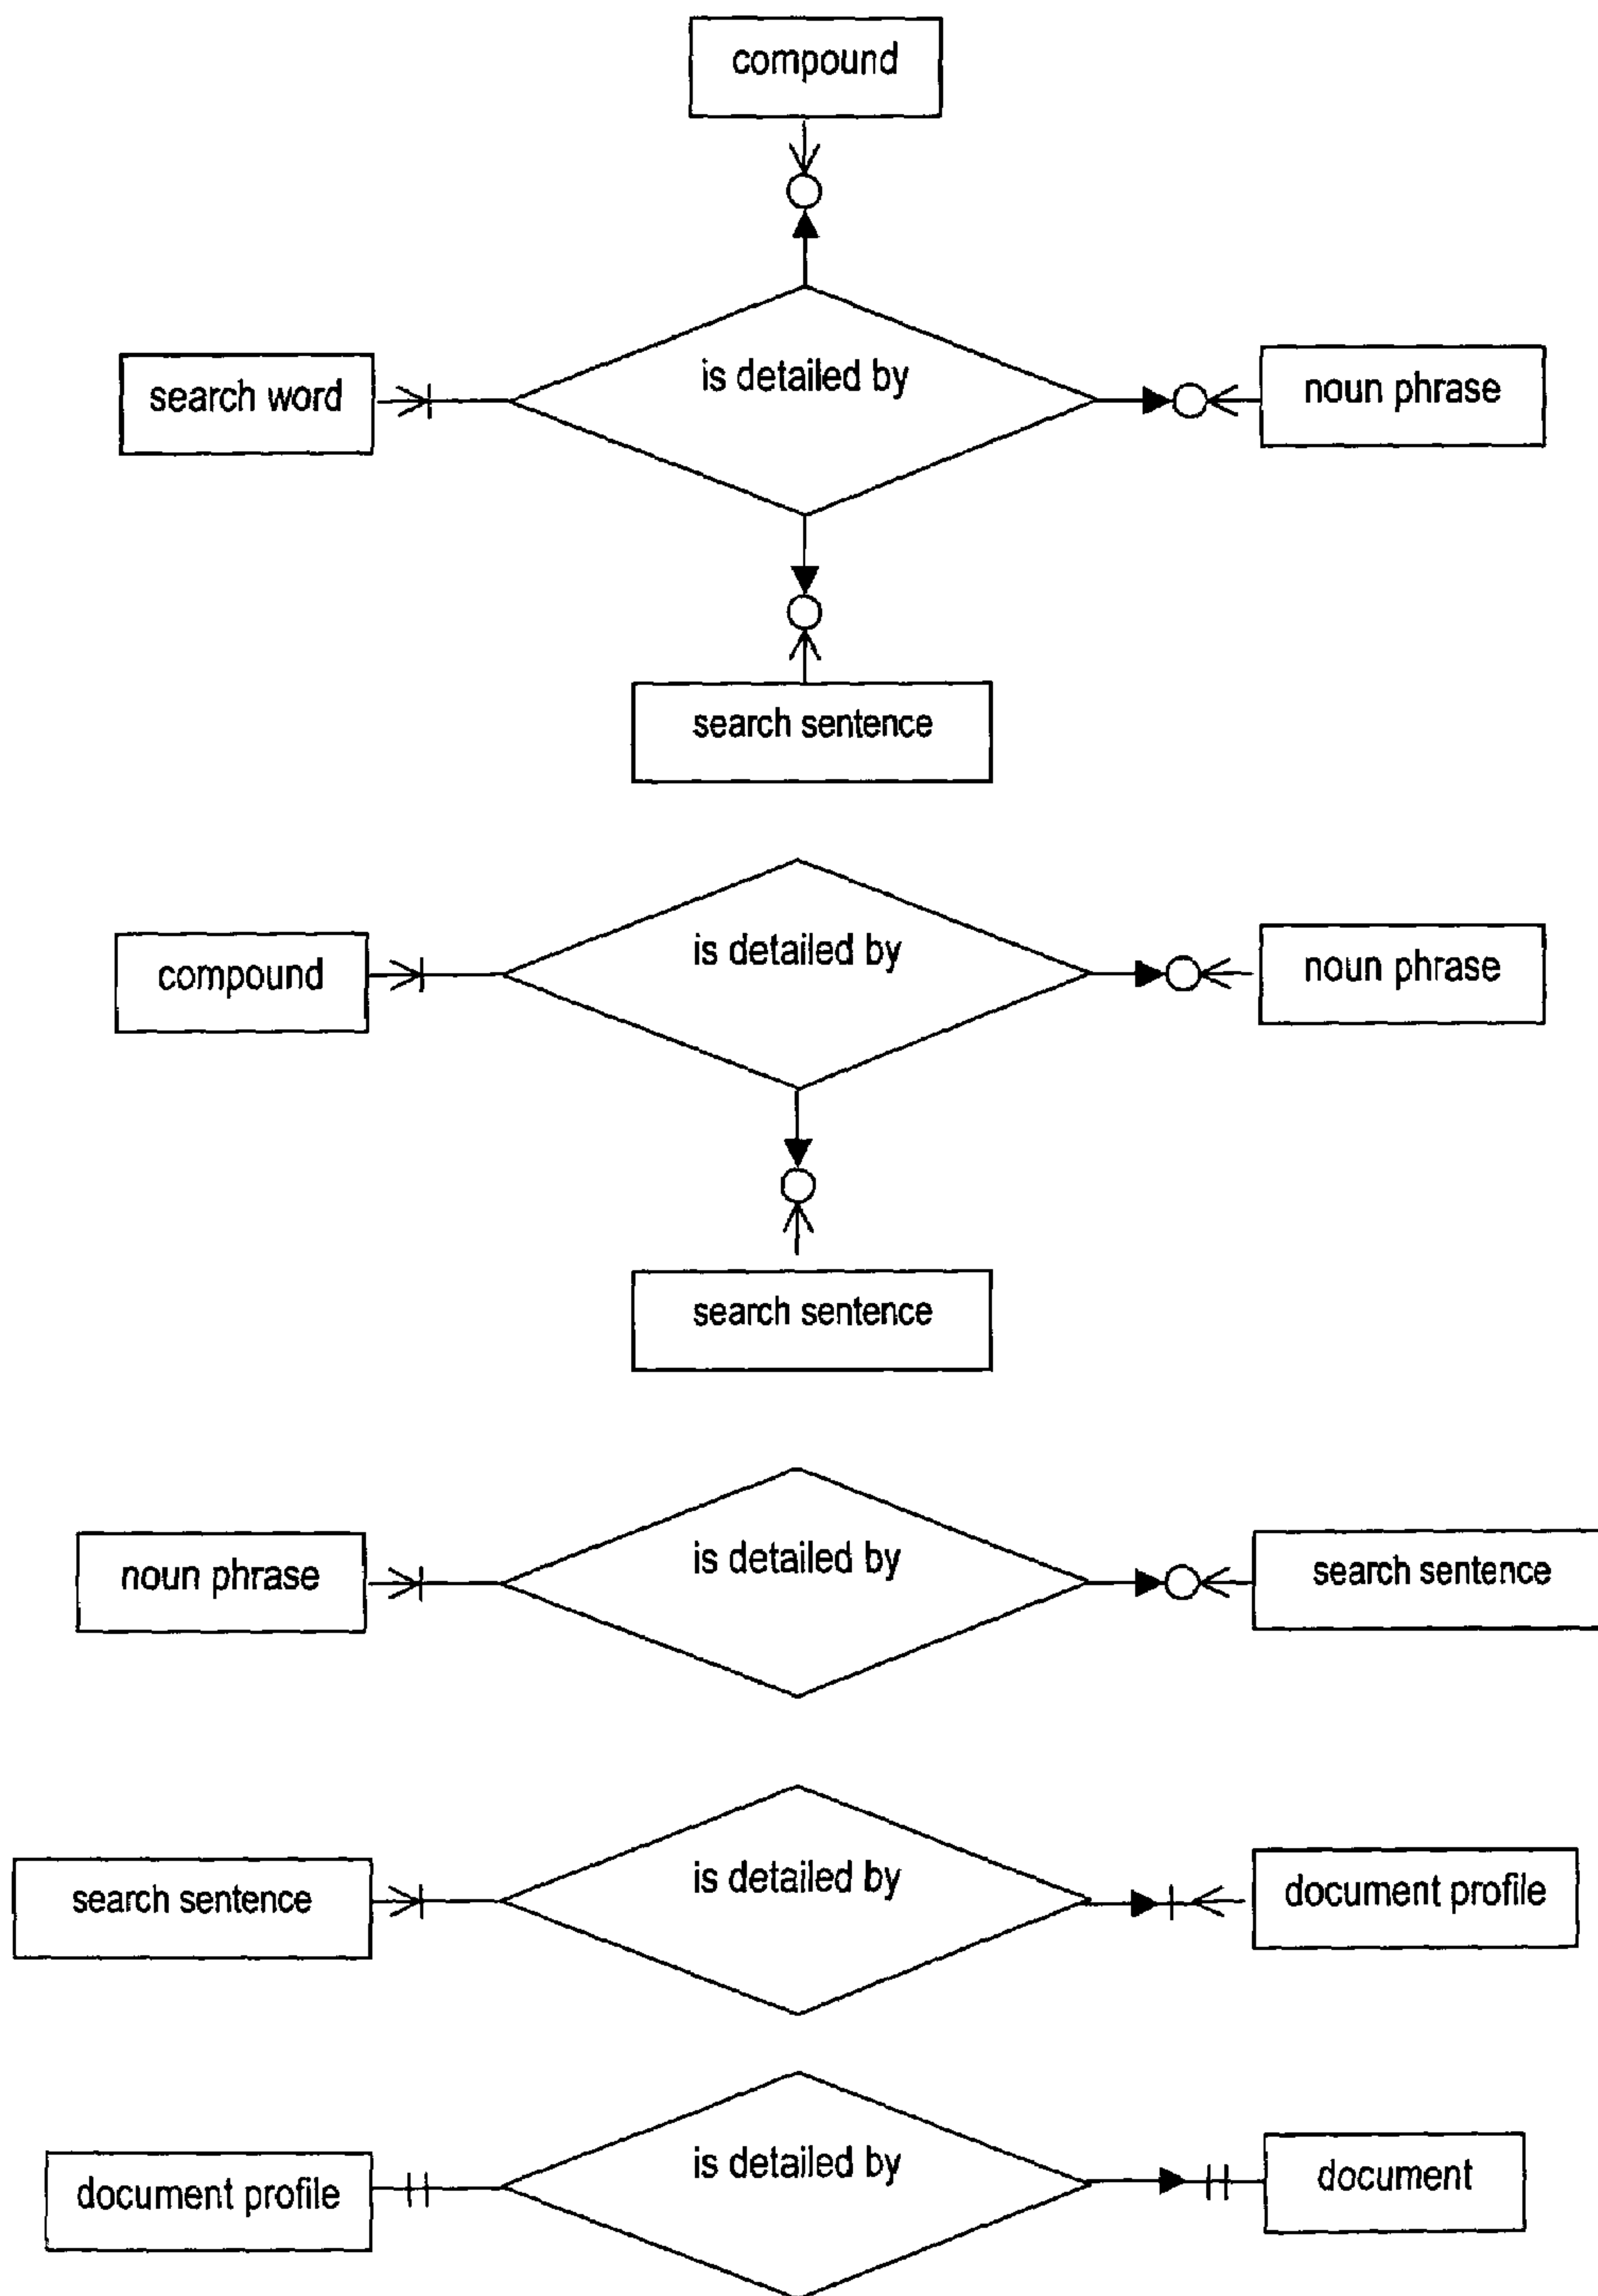 compound
is detailed by
search word
noun phrase
search sentence
is detailed by
compound
noun phrase
search sentence
is detailed by
noun phrase
search sentence
is detailed by
search sentence
document profile
is detailed by
document profile
document